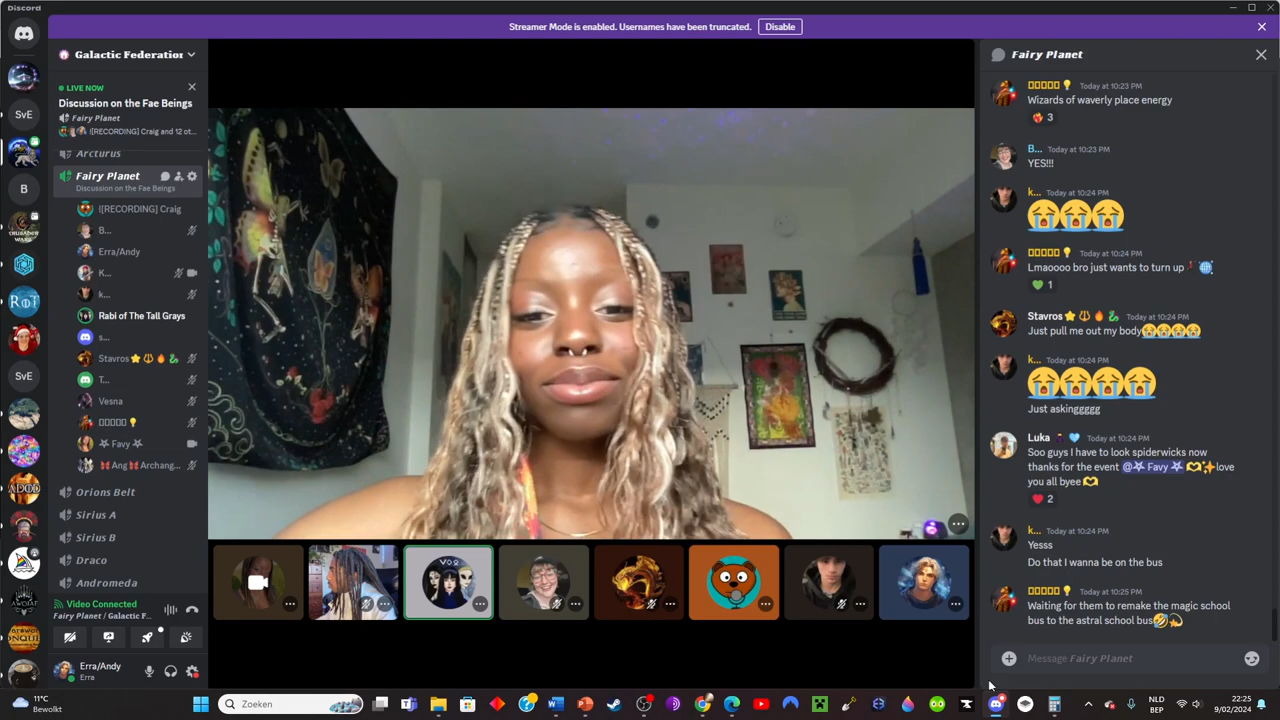 Discord
Streamer Mode is enabled. Usernames have been truncated.
Disable
Galactic Federation
LIVE NOW
Discussion on the Fae Beings
Fairy Planet
![RECORDING] Craig and 12 ot...
Arcturus
Fairy Planet
Discussion on the Fae Beings
![RECORDING] Craig
B...
Erra/Andy
K...
k...
Rabi of The Tall Grays
s...
Stavros
T...
Vesna
Favy
Ang Archang...
Orions Belt
Sirius A
Sirius B
Draco
Andromeda
Video Connected
Fairy Planet / Galactic F...
Erra/Andy
Erra
SvE
B
SvE
Fairy Planet
Today at 10:23 PM
Wizards of waverly place energy
3
B... Today at 10:23 PM
YES!!!
k... Today at 10:24 PM
Today at 10:24 PM
Lmaoooo bro just wants to turn up
1
Stavros Today at 10:24 PM
Just pull me out my body
k... Today at 10:24 PM
Just askinggggg
Luka Today at 10:24 PM
Soo guys I have to look spiderwicks now
thanks for the event @Favy love
you all byee
2
k... Today at 10:24 PM
Yesss
Do that I wanna be on the bus
Today at 10:25 PM
Waiting for them to remake the magic school
bus to the astral school bus
Message Fairy Planet
11°C
Bewolkt
Zoeken
NLD
BEP
22:25
9/02/2024